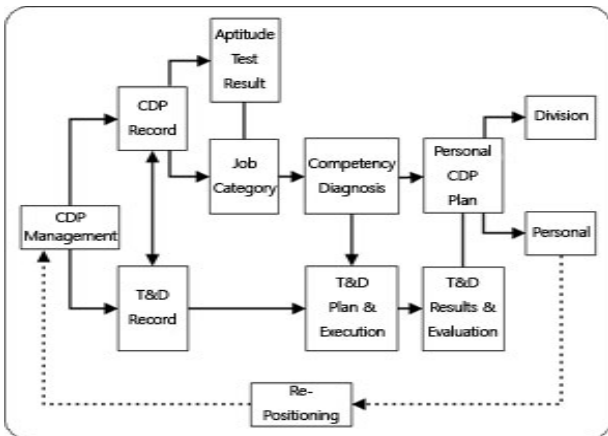 Aptitude
Test
Result
CDP
Record
Division
Job
Category
Competency
Diagnosis
Personal
CDP
Plan
CDP
Management
Personal
T&D
Record
T&D
Plan &
Execution
T&D
Results &
Evaluation
Re-
Positioning